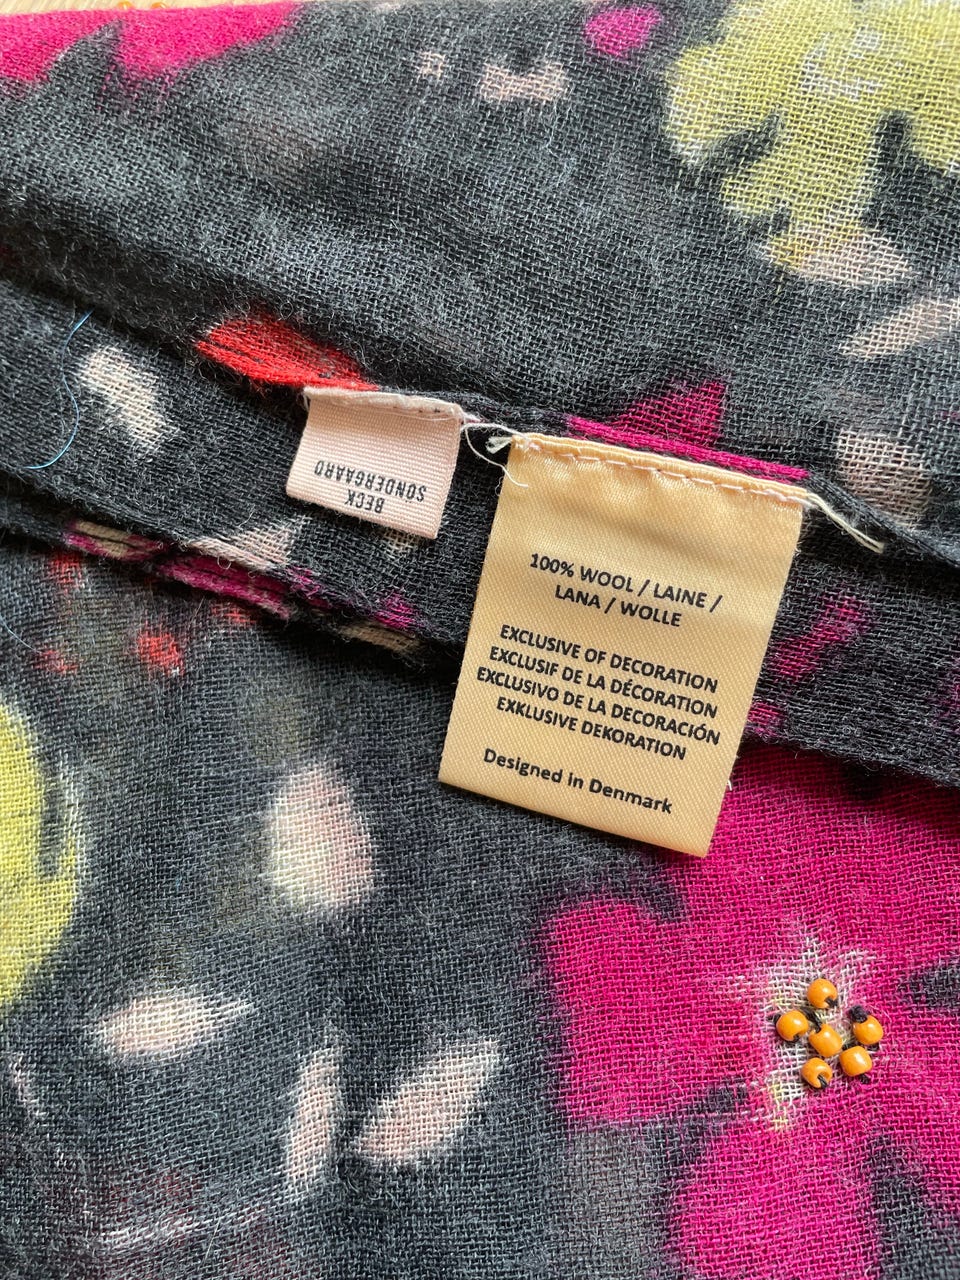 BECK
SONDERGAARD
100% WOOL / LAINE /
LANA / WOLLE
EXCLUSIVE OF DECORATION
EXCLUSIF DE LA DÉCORATION
EXCLUSIVO DE LA DECORACIÓN
EXKLUSIVE DEKORATION
Designed in Denmark